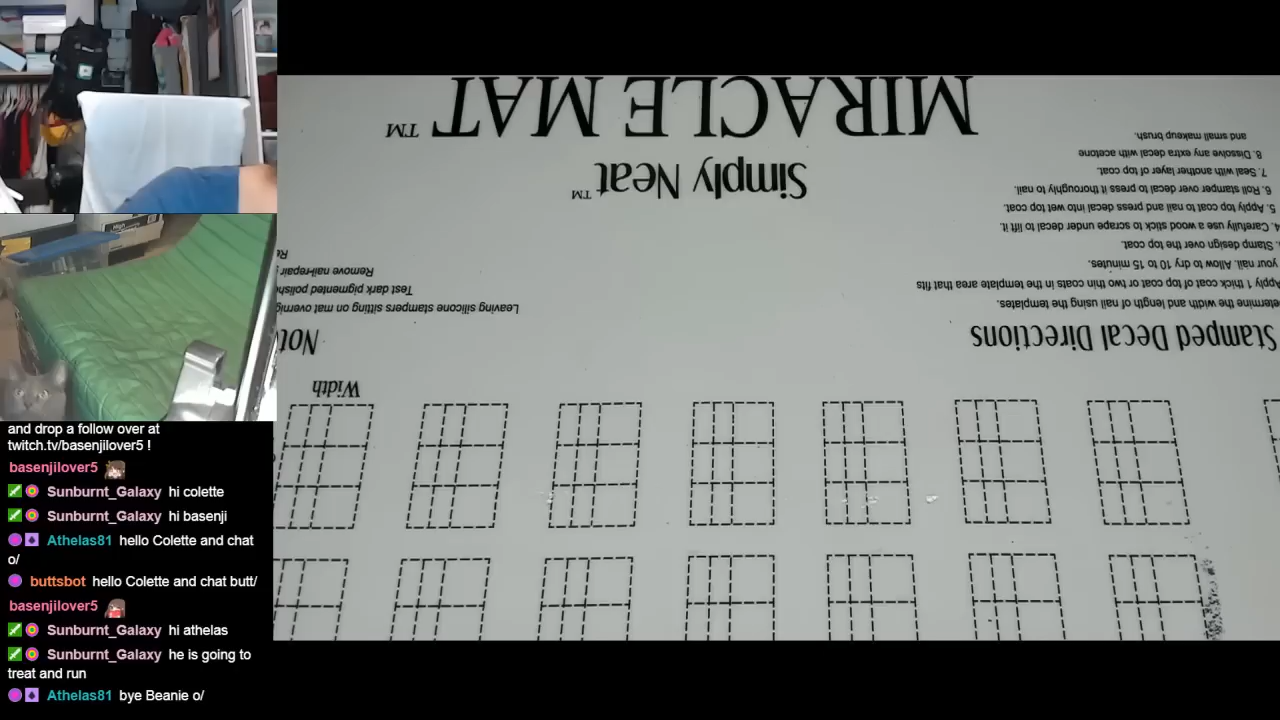 MIRACLE MAT™
Simply Neat™
and small makeup brush.
8. Dissolve any extra decal with acetone
7. Seal with another layer of top coat.
6. Roll stamper over decal to press it thoroughly to nail.
5. Apply top coat to nail and press decal into wet top coat.
4. Carefully use a wood stick to scrape under decal to lift it.
. Stamp design over the top coat.
your nail. Allow to dry 10 to 15 minutes.
Apply 1 thick coat of top coat or two thin coats in the template area that fits
etermine the width and length of nail using the templates.
Stamped Decal Directions
Re
Remove nail-repair
Test dark pigmented polish
Leaving silicone stampers sitting on mat overnig
Not
Width
High
and drop a follow over at
twitch.tv/basenjilover5 !
basenjilover5
Sunburnt_Galaxy hi colette
Sunburnt_Galaxy hi basenji
Athelas81 hello Colette and chat
o/
buttsbot hello Colette and chat butt/
basenjilover5
Sunburnt_Galaxy hi athelas
Sunburnt_Galaxy he is going to
treat and run
Athelas81 bye Beanie o/